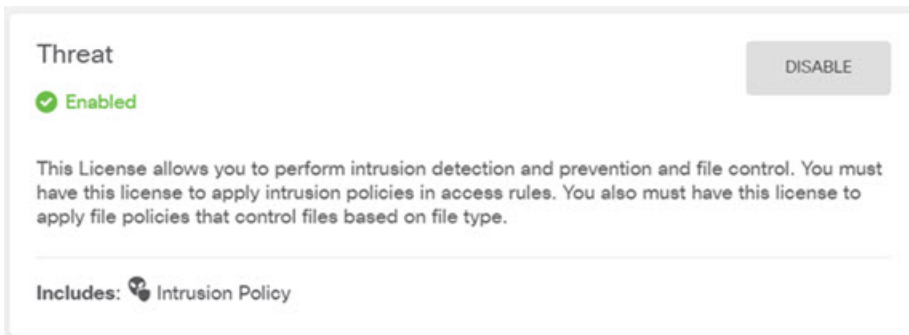 Threat
DISABLE
Enabled
This License allows you to perform intrusion detection and prevention and file control. You must
have this license to apply intrusion policies in access rules. You also must have this license to
apply file policies that control files based on file type.
Includes: Intrusion Policy